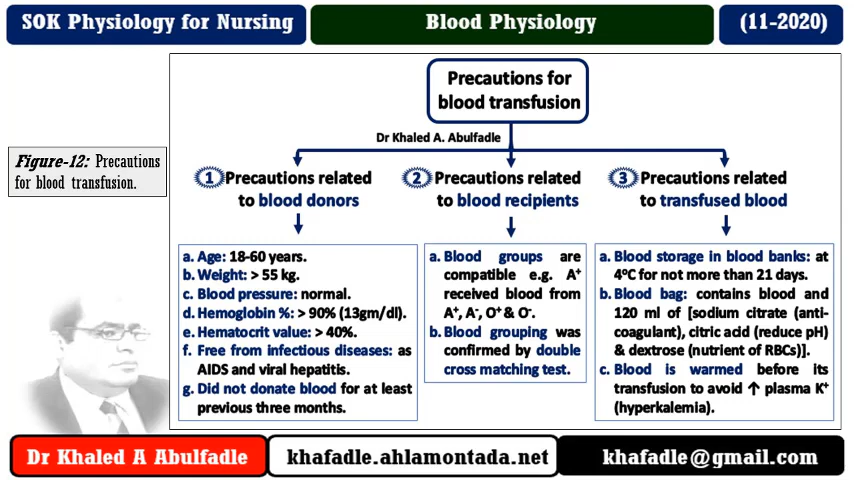 SOK Physiology for Nursing
Blood Physiology
(11-2020)
Figure-12: Precautions
for blood transfusion.
Precautions for
blood transfusion
Dr Khaled A. Abulfadle
1 Precautions related
to blood donors
a. Age: 18-60 years.
b. Weight: > 55 kg.
c. Blood pressure: normal.
d. Hemoglobin %: > 90% (13gm/dl).
e. Hematocrit value: > 40%.
f. Free from infectious diseases: as
AIDS and viral hepatitis.
g. Did not donate blood for at least
previous three months.
2 Precautions related
to blood recipients
a. Blood groups are
compatible e.g. A⁺
received blood from
A⁺, A⁻, O⁺ & O⁻.
b. Blood grouping was
confirmed by double
cross matching test.
3 Precautions related
to transfused blood
a. Blood storage in blood banks: at
4°C for not more than 21 days.
b. Blood bag: contains blood and
120 ml of [sodium citrate (anti-
coagulant), citric acid (reduce pH)
& dextrose (nutrient of RBCs)].
c. Blood is warmed before its
transfusion to avoid ↑ plasma K⁺
(hyperkalemia).
Dr Khaled A Abulfadle
khafadle.ahlamontada.net
khafadle@gmail.com